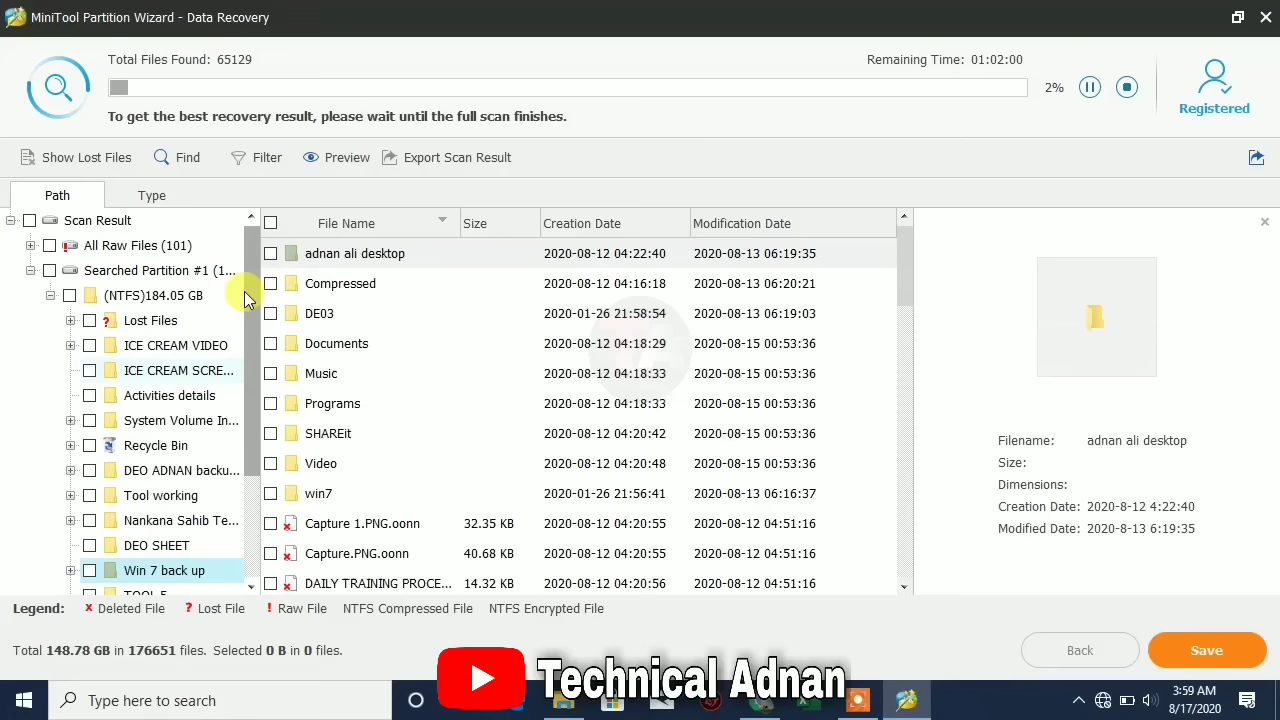 MiniTool Partition Wizard - Data Recovery
Total Files Found: 65129
Remaining Time: 01:02:00
2%
To get the best recovery result, please wait until the full scan finishes.
Registered
Show Lost Files
Find
Filter
Preview
Export Scan Result
Path
Type
Scan Result
All Raw Files (101)
Searched Partition #1 (1...
(NTFS)184.05 GB
Lost Files
ICE CREAM VIDEO
ICE CREAM SCRE...
Activities details
System Volume In...
Recycle Bin
DEO ADNAN backu...
Tool working
Nankana Sahib Te...
DEO SHEET
Win 7 back up
File Name Size Creation Date Modification Date
adnan ali desktop 2020-08-12 04:22:40 2020-08-13 06:19:35
Compressed 2020-08-12 04:16:18 2020-08-13 06:20:21
DE03 2020-01-26 21:58:54 2020-08-13 06:19:03
Documents 2020-08-12 04:18:29 2020-08-15 00:53:36
Music 2020-08-12 04:18:33 2020-08-15 00:53:36
Programs 2020-08-12 04:18:33 2020-08-15 00:53:36
SHAREit 2020-08-12 04:20:42 2020-08-15 00:53:36
Video 2020-08-12 04:20:48 2020-08-15 00:53:36
win7 2020-01-26 21:56:41 2020-08-13 06:16:37
Capture 1.PNG.oonn 32.35 KB 2020-08-12 04:20:55 2020-08-12 04:51:16
Capture.PNG.oonn 40.68 KB 2020-08-12 04:20:55 2020-08-12 04:51:16
DAILY TRAINING PROCE... 14.32 KB 2020-08-12 04:20:56 2020-08-12 04:51:16
Filename: adnan ali desktop
Size:
Dimensions:
Creation Date: 2020-8-12 4:22:40
Modified Date: 2020-8-13 6:19:35
Legend: x Deleted File ? Lost File ! Raw File NTFS Compressed File NTFS Encrypted File
Total 148.78 GB in 176651 files. Selected 0 B in 0 files.
Back
Save
Technical Adnan
Type here to search
3:59 AM
8/17/2020